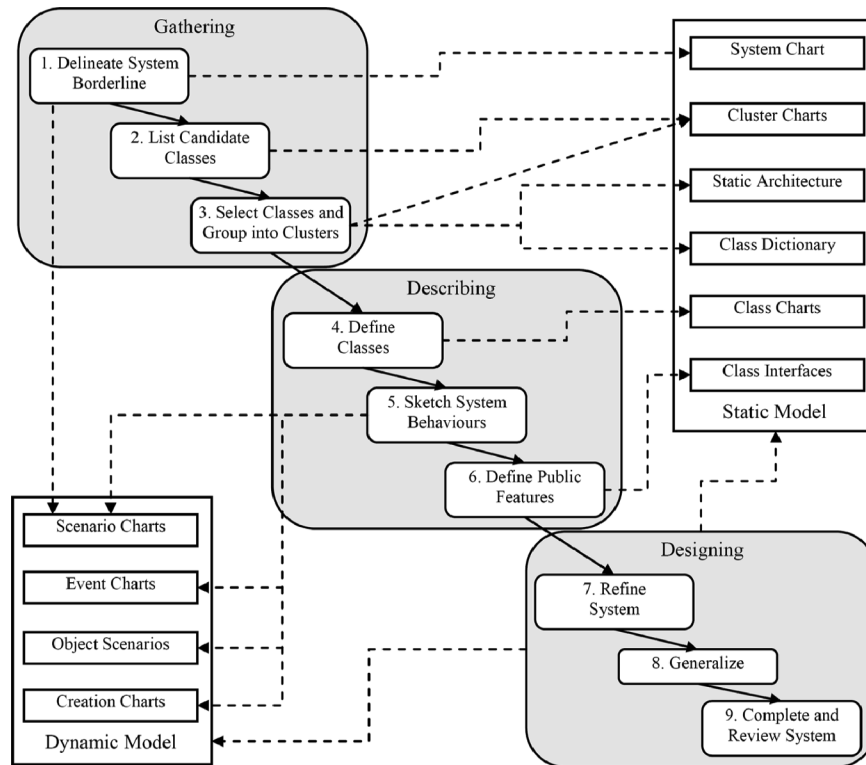 Gathering
1. Delineate System
Borderline
2. List Candidate
Classes
3. Select Classes and
Group into Clusters
System Chart
Cluster Charts
Static Architecture
Class Dictionary
Class Charts
Class Interfaces
Static Model
Describing
4. Define
Classes
5. Sketch System
Behaviours
6. Define Public
Features
Scenario Charts
Event Charts
Object Scenarios
Creation Charts
Dynamic Model
Designing
7. Refine
System
8. Generalize
9. Complete and
Review System